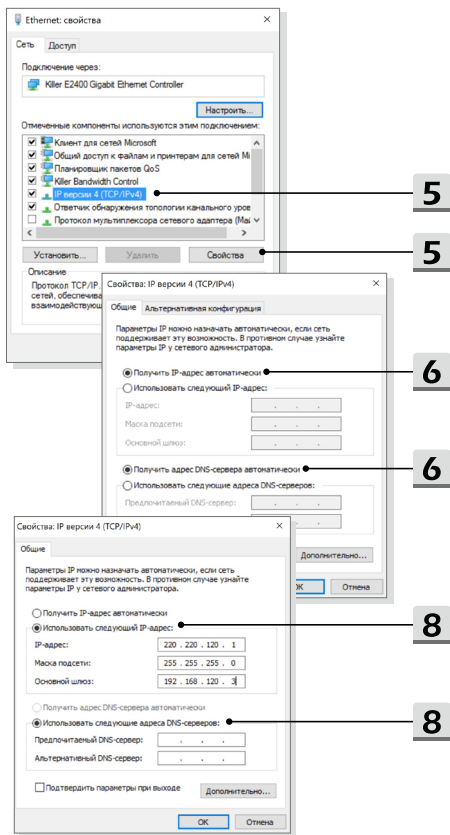 Ethernet: свойства
Сеть
Доступ
Подключение через:
Killer E2400 Gigabit Ethernet Controller
Настроить...
Отмеченные компоненты используются этим подключением:
Клиент для сетей Microsoft
Общий доступ к файлам и принтерам для сетей Mi
Планировщик пакетов QoS
Killer Bandwidth Control
IP версии 4 (TCP/IPv4)
5
Ответчик обнаружения топологии канального уров
Протокол мультиплексора сетевого адаптера (Mai
Установить...
Удалить
Свойства
5
Описание
Протокол TCP/IP.
сетей, обеспечива
взаимодействующ
Свойства: IP версии 4 (TCP/IPv4)
Общие
Альтернативная конфигурация
Параметры IP можно назначать автоматически, если сеть
поддерживает эту возможность. В противном случае узнайте
параметры IP у сетевого администратора.
Получить IP-адрес автоматически
6
Использовать следующий IP-адрес:
IP-адрес:
Маска подсети:
Основной шлюз:
Получить адрес DNS-сервера автоматически
6
Использовать следующие адреса DNS-серверов:
Предпочитаемый DNS-сервер:
Дополнительно...
ОК
Отмена
Свойства: IP версии 4 (TCP/IPv4)
Общие
Параметры IP можно назначать автоматически, если сеть
поддерживает эту возможность. В противном случае узнайте
параметры IP у сетевого администратора.
Получить IP-адрес автоматически
Использовать следующий IP-адрес:
8
IP-адрес: 220 . 220 . 120 . 1
Маска подсети: 255 . 255 . 255 . 0
Основной шлюз: 192 . 168 . 120 . 3
Получить адрес DNS-сервера автоматически
Использовать следующие адреса DNS-серверов:
8
Предпочитаемый DNS-сервер: . . .
Альтернативный DNS-сервер: . . .
Подтвердить параметры при выходе
Дополнительно...
ОК
Отмена